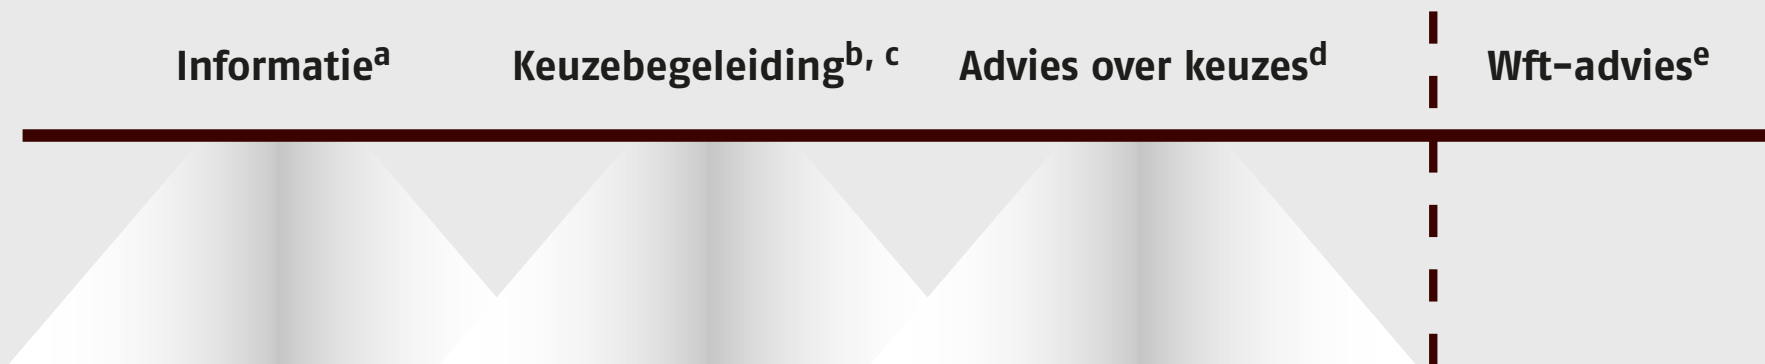 Informatieᵃ Keuzebegeleidingᵇ, ᶜ Advies over keuzesᵈ Wft-adviesᵉ